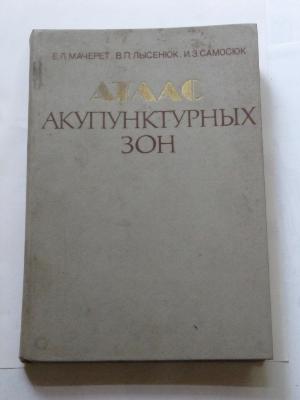 Е.Л.МАЧЕРЕТ, В.П.ЛЫСЕНЮК, И.З.САМОСЮК
АТЛАС
АКУПУНКТУРНЫХ
ЗОН